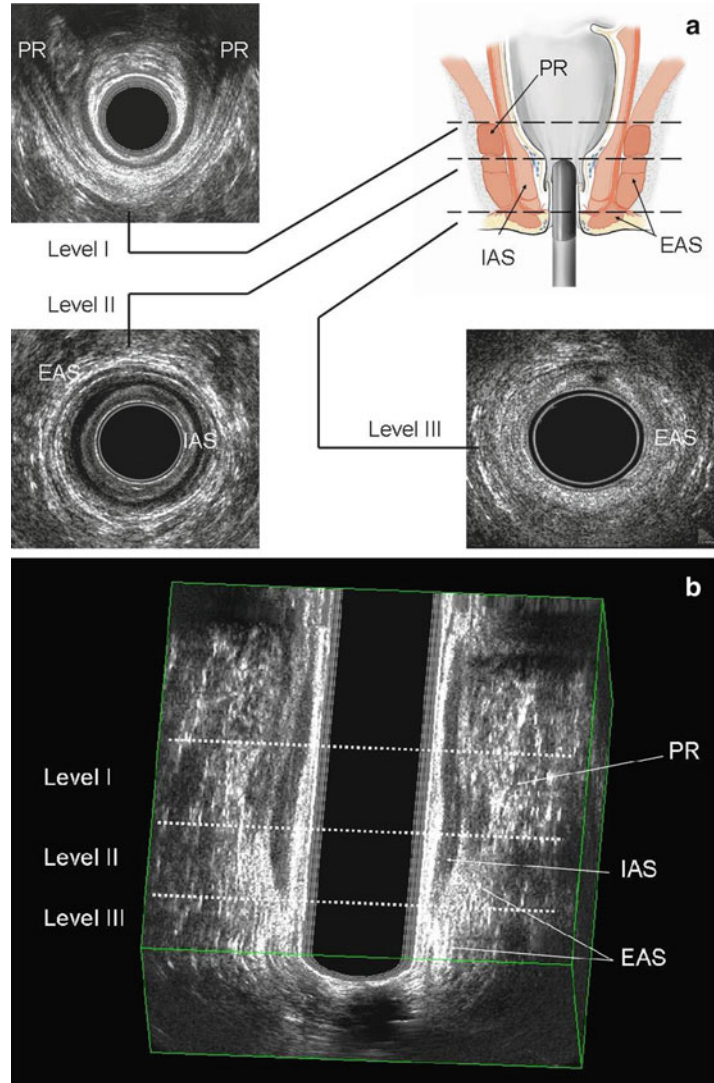 PR PR
a
PR
IAS
EAS
Level I
Level II
EAS
IAS
Level III
EAS
b
Level I
PR
Level II
IAS
Level III
EAS